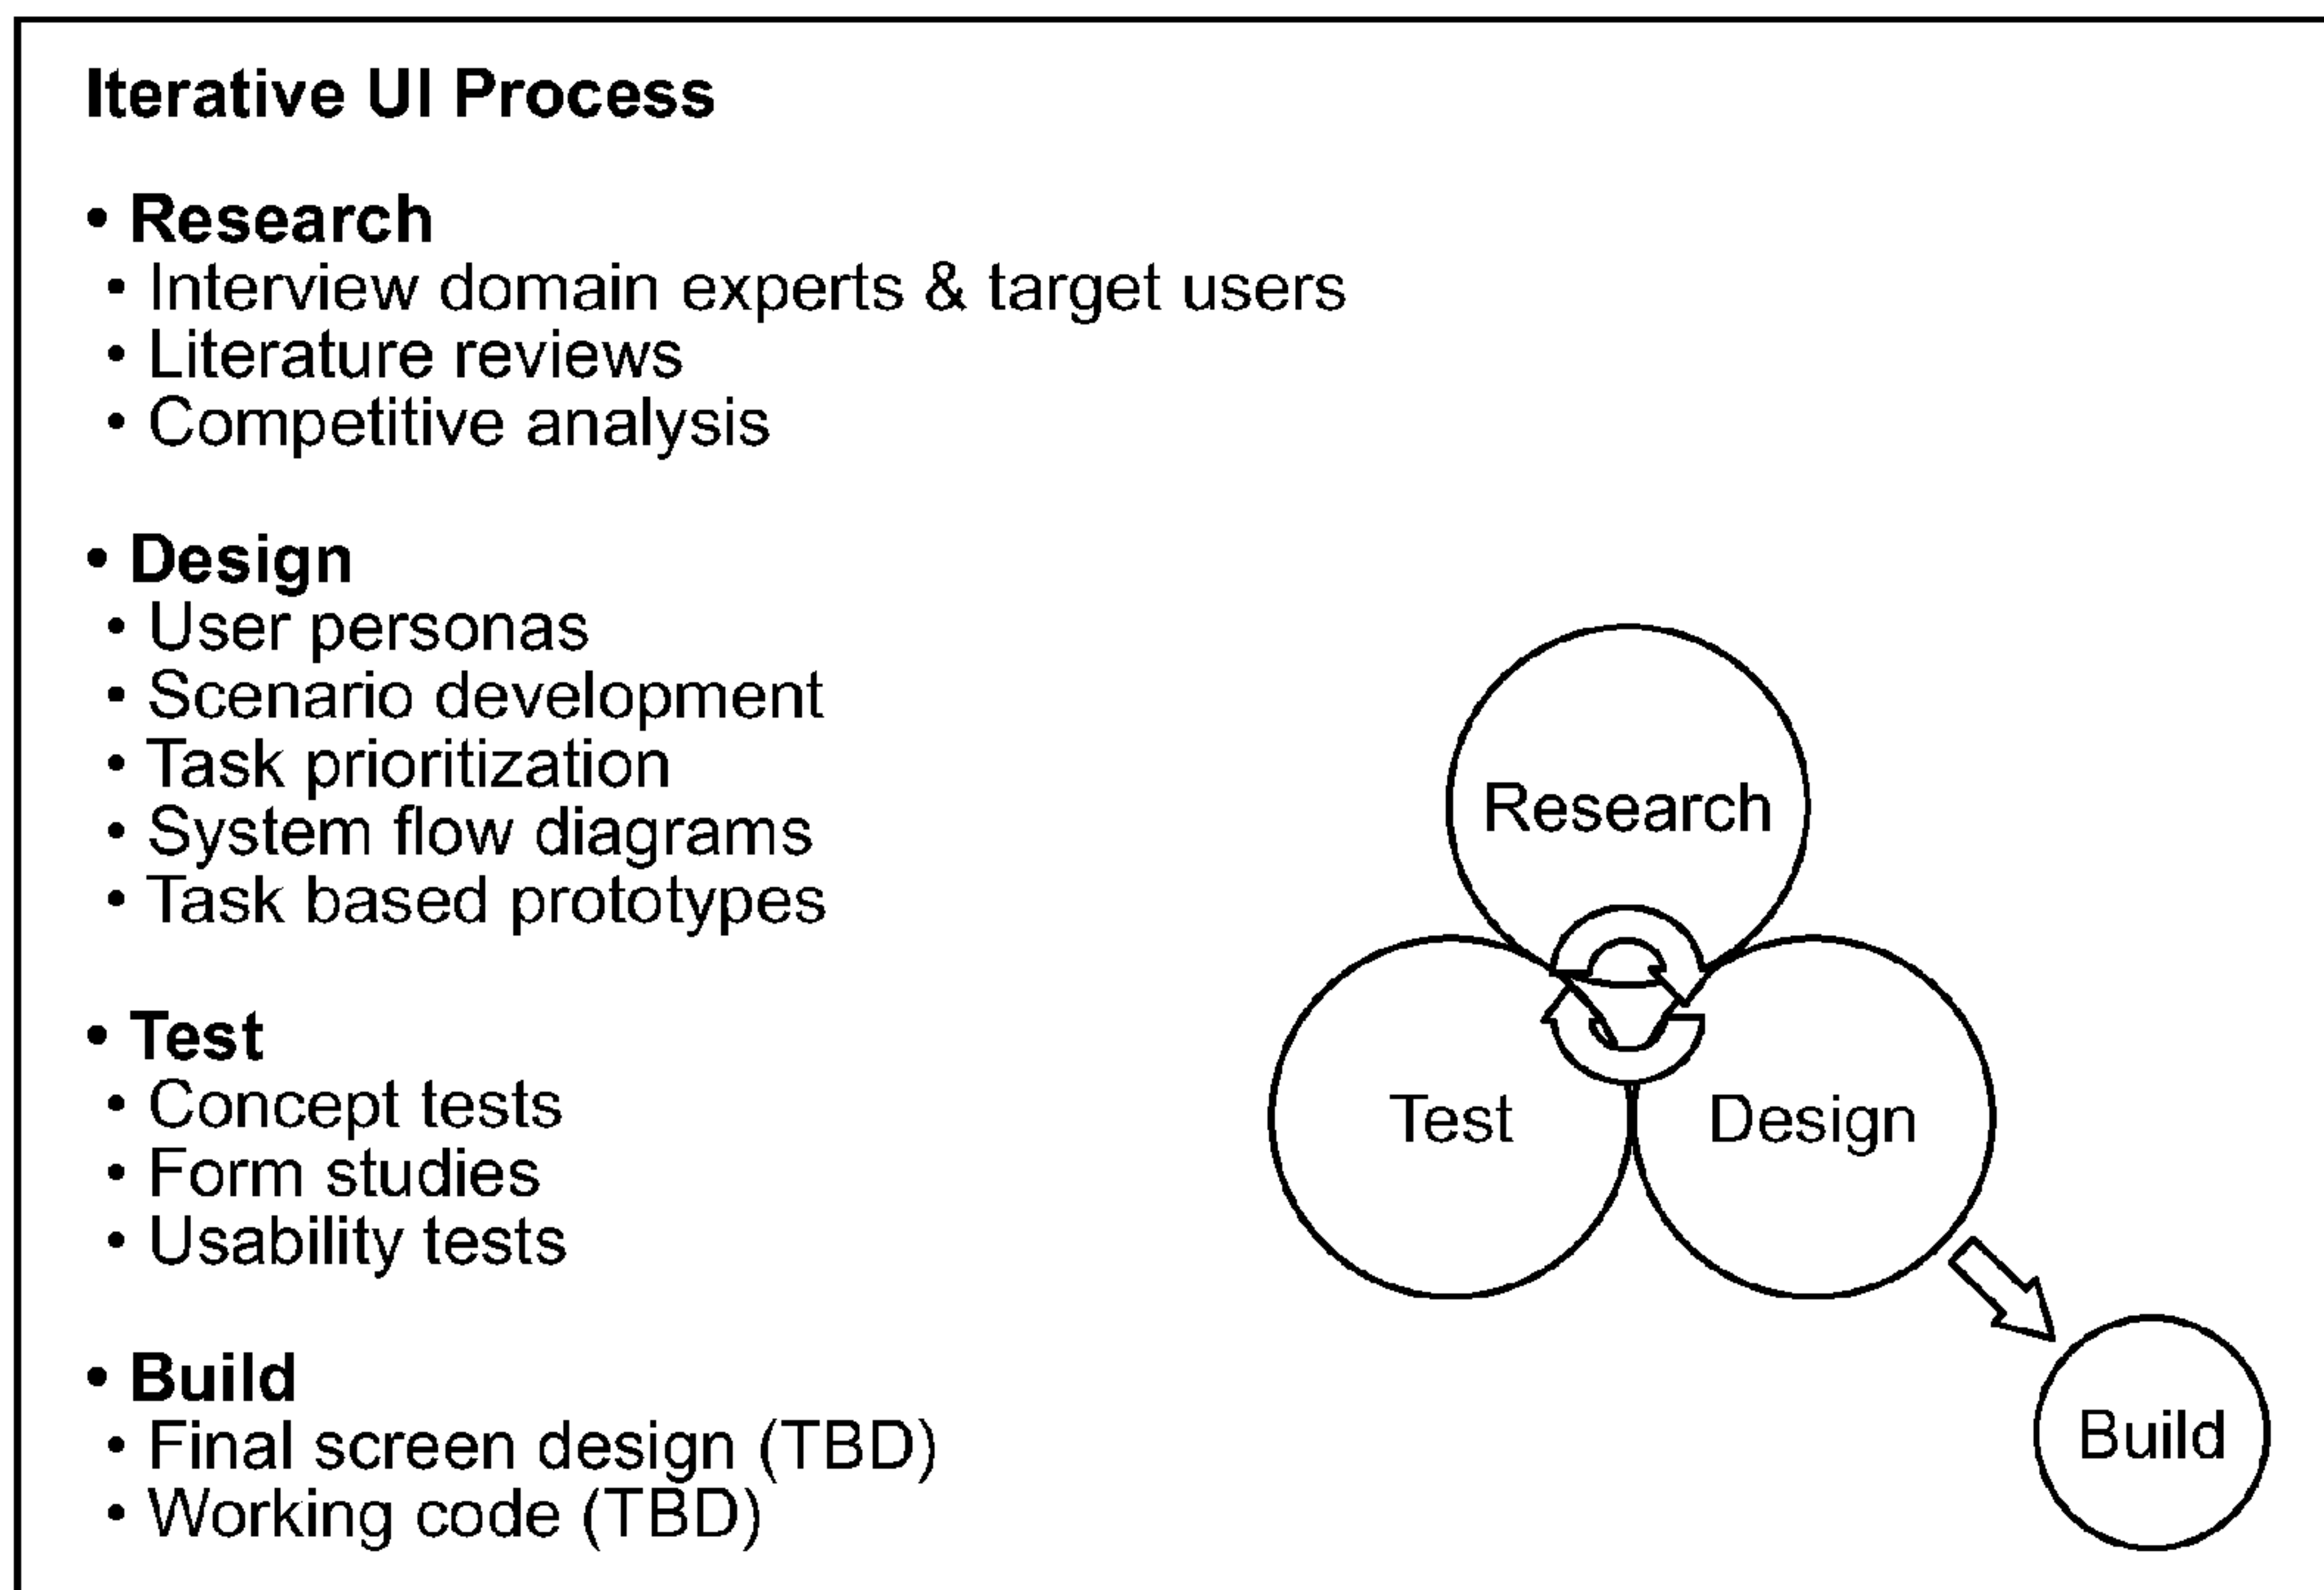 Iterative UI Process
• Research
• Interview domain experts & target users
• Literature reviews
• Competitive analysis
• Design
• User personas
• Scenario development
• Task prioritization
• System flow diagrams
• Task based prototypes
• Test
• Concept tests
• Form studies
• Usability tests
• Build
• Final screen design (TBD)
• Working code (TBD)
Research
Test
Design
Build